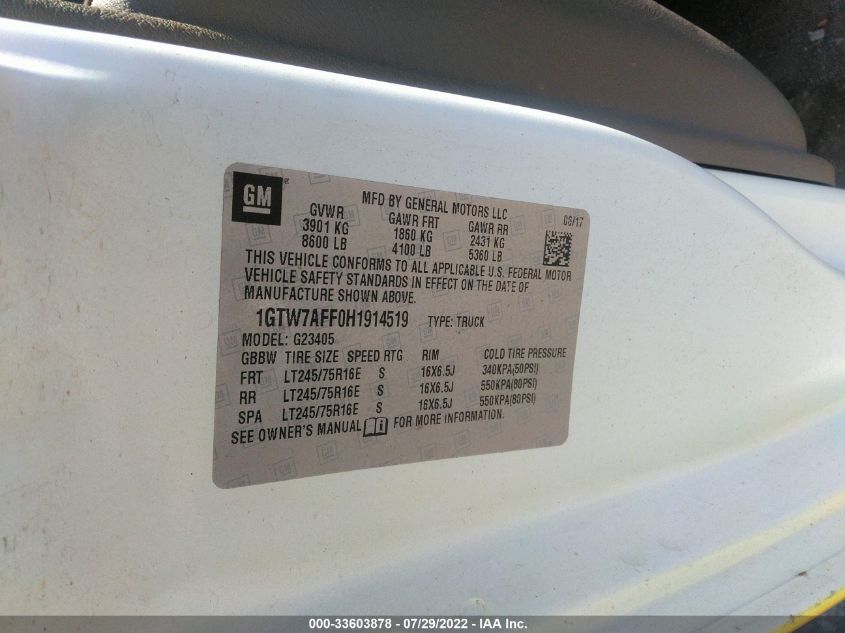 GM
MFD BY GENERAL MOTORS LLC
08/17
GVWR GAWR FRT GAWR RR
3901 KG 1860 KG 2431 KG
8600 LB 4100 LB 5360 LB
THIS VEHICLE CONFORMS TO ALL APPLICABLE U.S. FEDERAL MOTOR
VEHICLE SAFETY STANDARDS IN EFFECT ON THE DATE OF
MANUFACTURE SHOWN ABOVE.
1GTW7AFF0H1914519 TYPE: TRUCK
MODEL: G23405
GBBW TIRE SIZE SPEED RTG RIM COLD TIRE PRESSURE
FRT LT245/75R16E S 16X6.5J 340KPA(50PSI)
RR LT245/75R16E S 16X6.5J 550KPA(80PSI)
SPA LT245/75R16E S 16X6.5J 550KPA(80PSI)
SEE OWNER'S MANUAL FOR MORE INFORMATION.
000-33603878 / 07/29/2022 - IAA Inc.